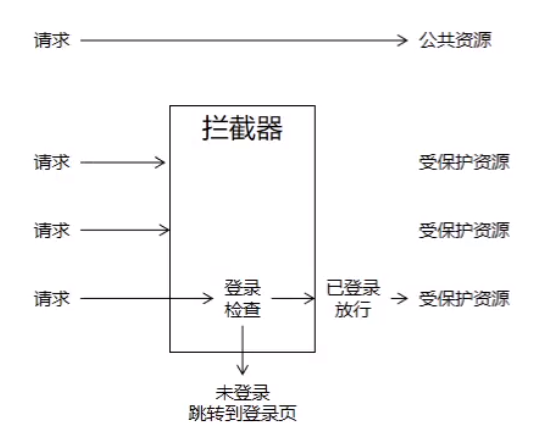 请求 公共资源
拦截器
请求 受保护资源
请求 受保护资源
请求 登录 已登录 受保护资源
检查 放行
未登录
跳转到登录页